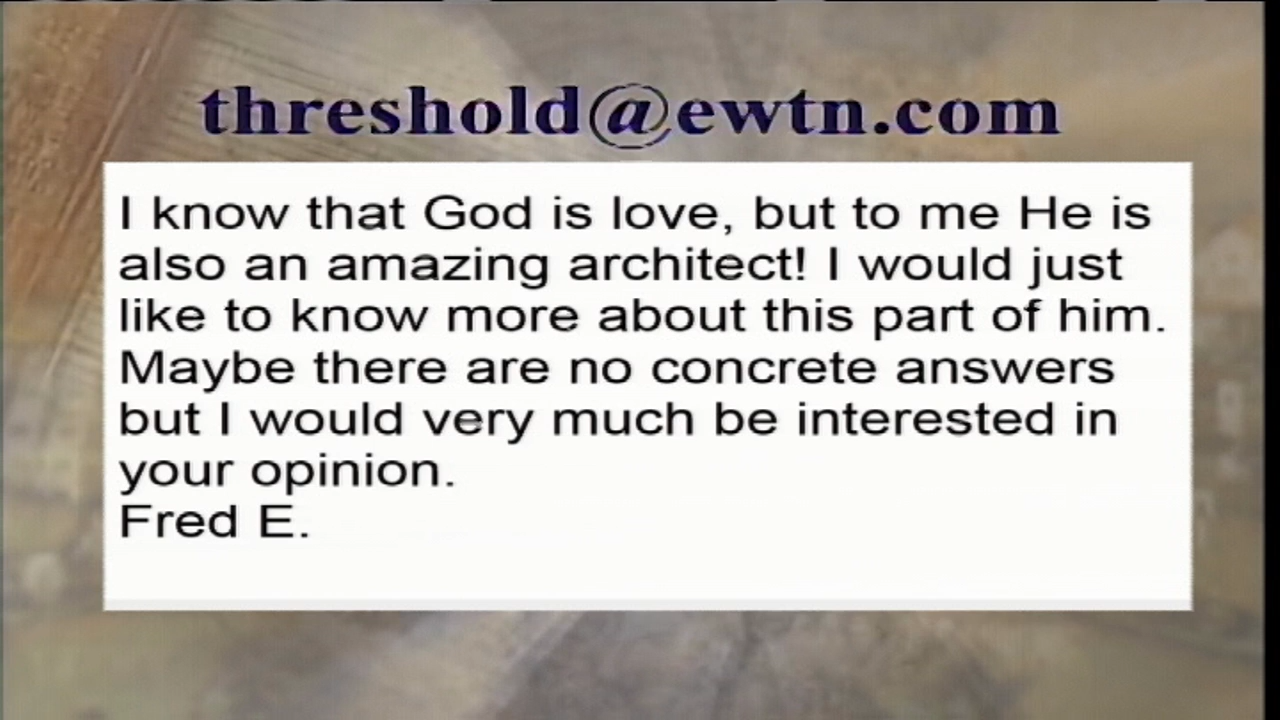 threshold@ewtn.com
I know that God is love, but to me He is
also an amazing architect! I would just
like to know more about this part of him.
Maybe there are no concrete answers
but I would very much be interested in
your opinion.
Fred E.